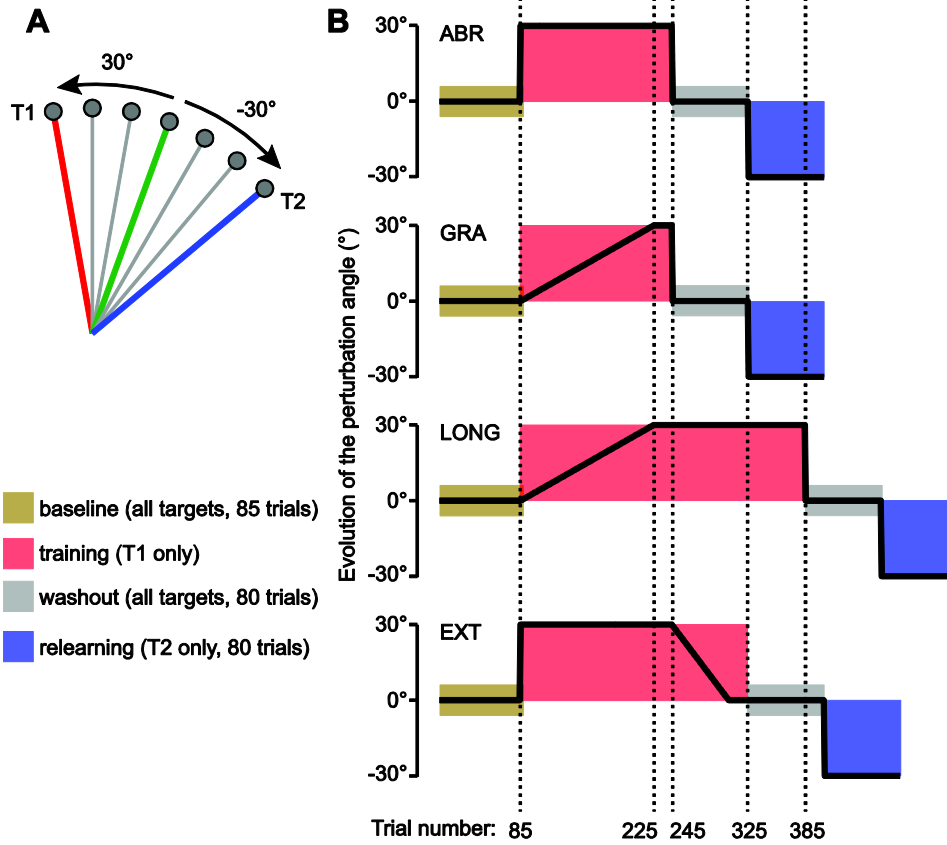 A
30°
-30°
T1
T2
baseline (all targets, 85 trials)
training (T1 only)
washout (all targets, 80 trials)
relearning (T2 only, 80 trials)
B
Evolution of the perturbation angle (°)
ABR
30°
0°
-30°
GRA
30°
0°
-30°
LONG
30°
0°
-30°
EXT
30°
0°
-30°
Trial number: 85 225 245 325 385